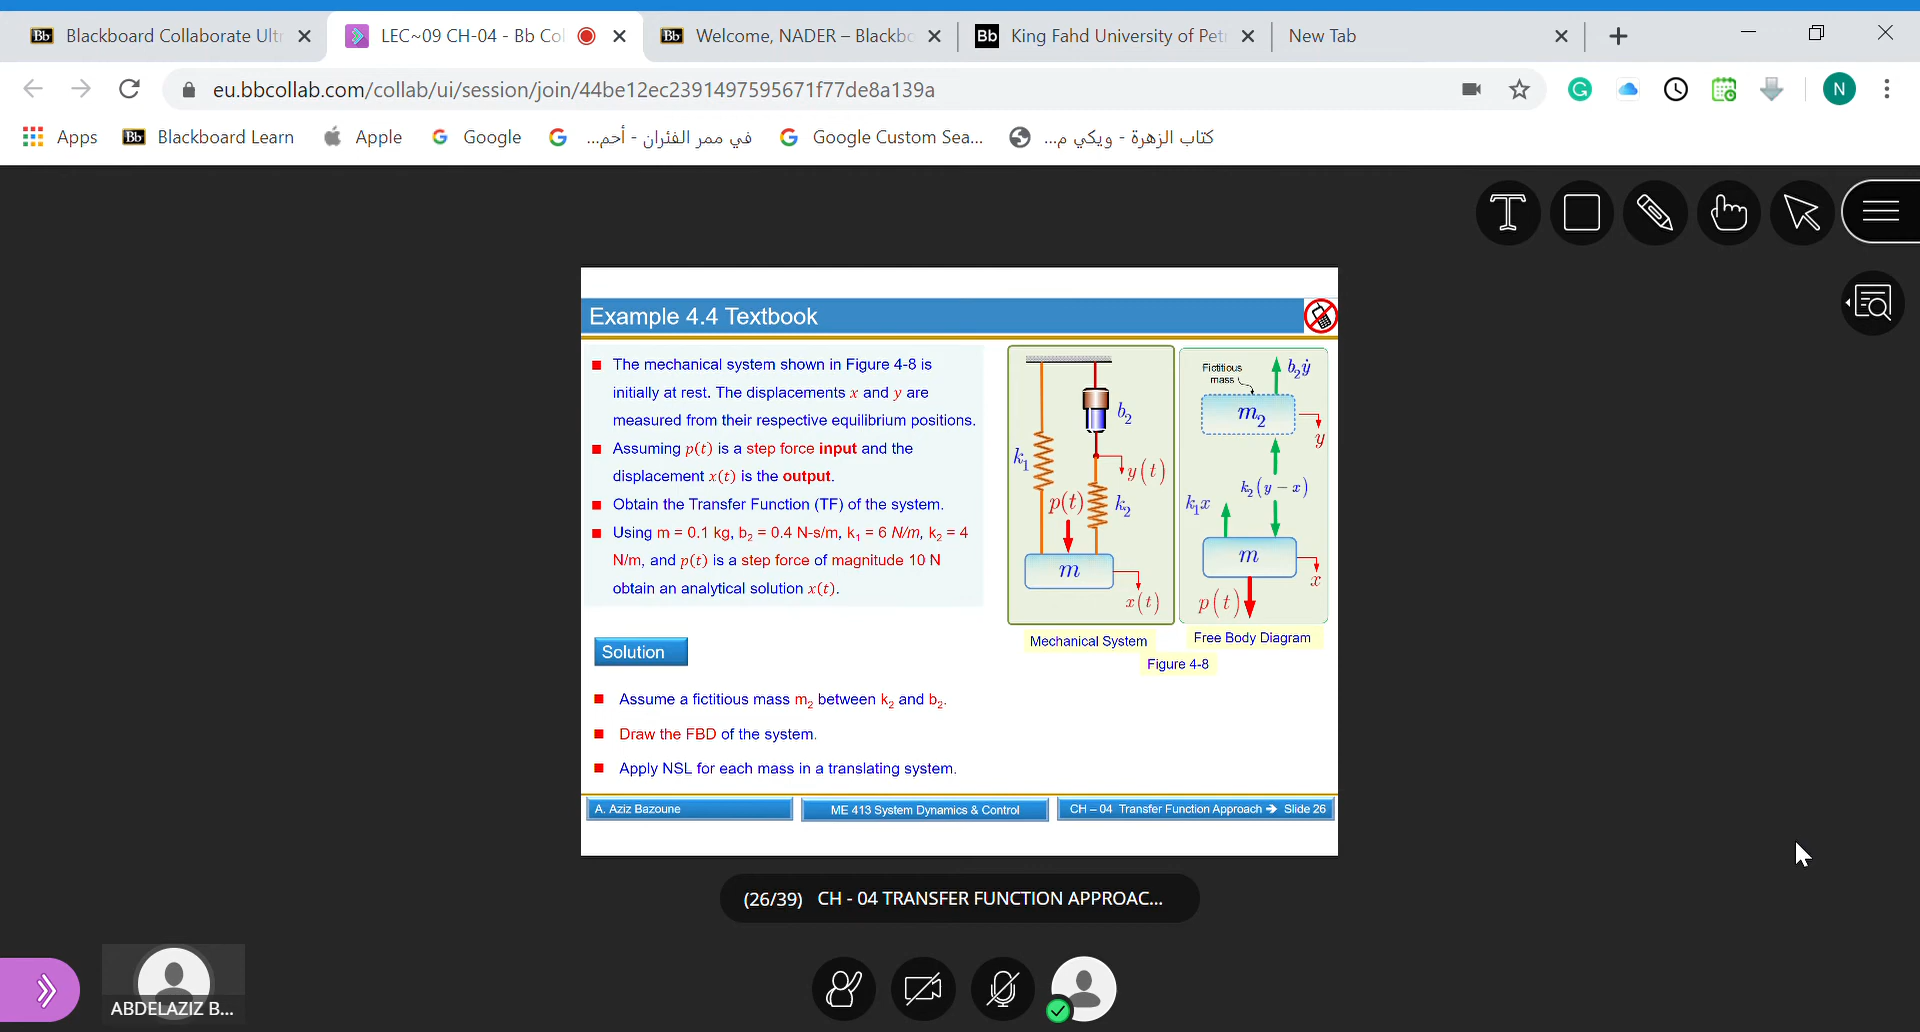 Blackboard Collaborate Ultr
LEC~09 CH-04 - Bb Col
Welcome, NADER – Blackbo
King Fahd University of Petr
New Tab
eu.bbcollab.com/collab/ui/session/join/44be12ec2391497595671f77de8a139a
N
Apps
Blackboard Learn
Apple
Google
في ممر الفئران - أحم...
Google Custom Sea...
كتاب الزهرة - ويكي م...
Example 4.4 Textbook
The mechanical system shown in Figure 4-8 is
initially at rest. The displacements x and y are
measured from their respective equilibrium positions.
Assuming p(t) is a step force input and the
displacement x(t) is the output.
Obtain the Transfer Function (TF) of the system.
Using m = 0.1 kg, b₂ = 0.4 N-s/m, k₁ = 6 N/m, k₂ = 4
N/m, and p(t) is a step force of magnitude 10 N
obtain an analytical solution x(t).
b₂
k₁
y(t)
p(t)
k₂
m
x(t)
Mechanical System
Fictitious
mass
b₂ẏ
m₂
y
k₂(y − x)
k₁x
m
x
p(t)
Free Body Diagram
Figure 4-8
Solution
Assume a fictitious mass m₂ between k₂ and b₂.
Draw the FBD of the system.
Apply NSL for each mass in a translating system.
A. Aziz Bazoune
ME 413 System Dynamics & Control
CH – 04 Transfer Function Approach ➔ Slide 26
(26/39) CH - 04 TRANSFER FUNCTION APPROAC...
ABDELAZIZ B...